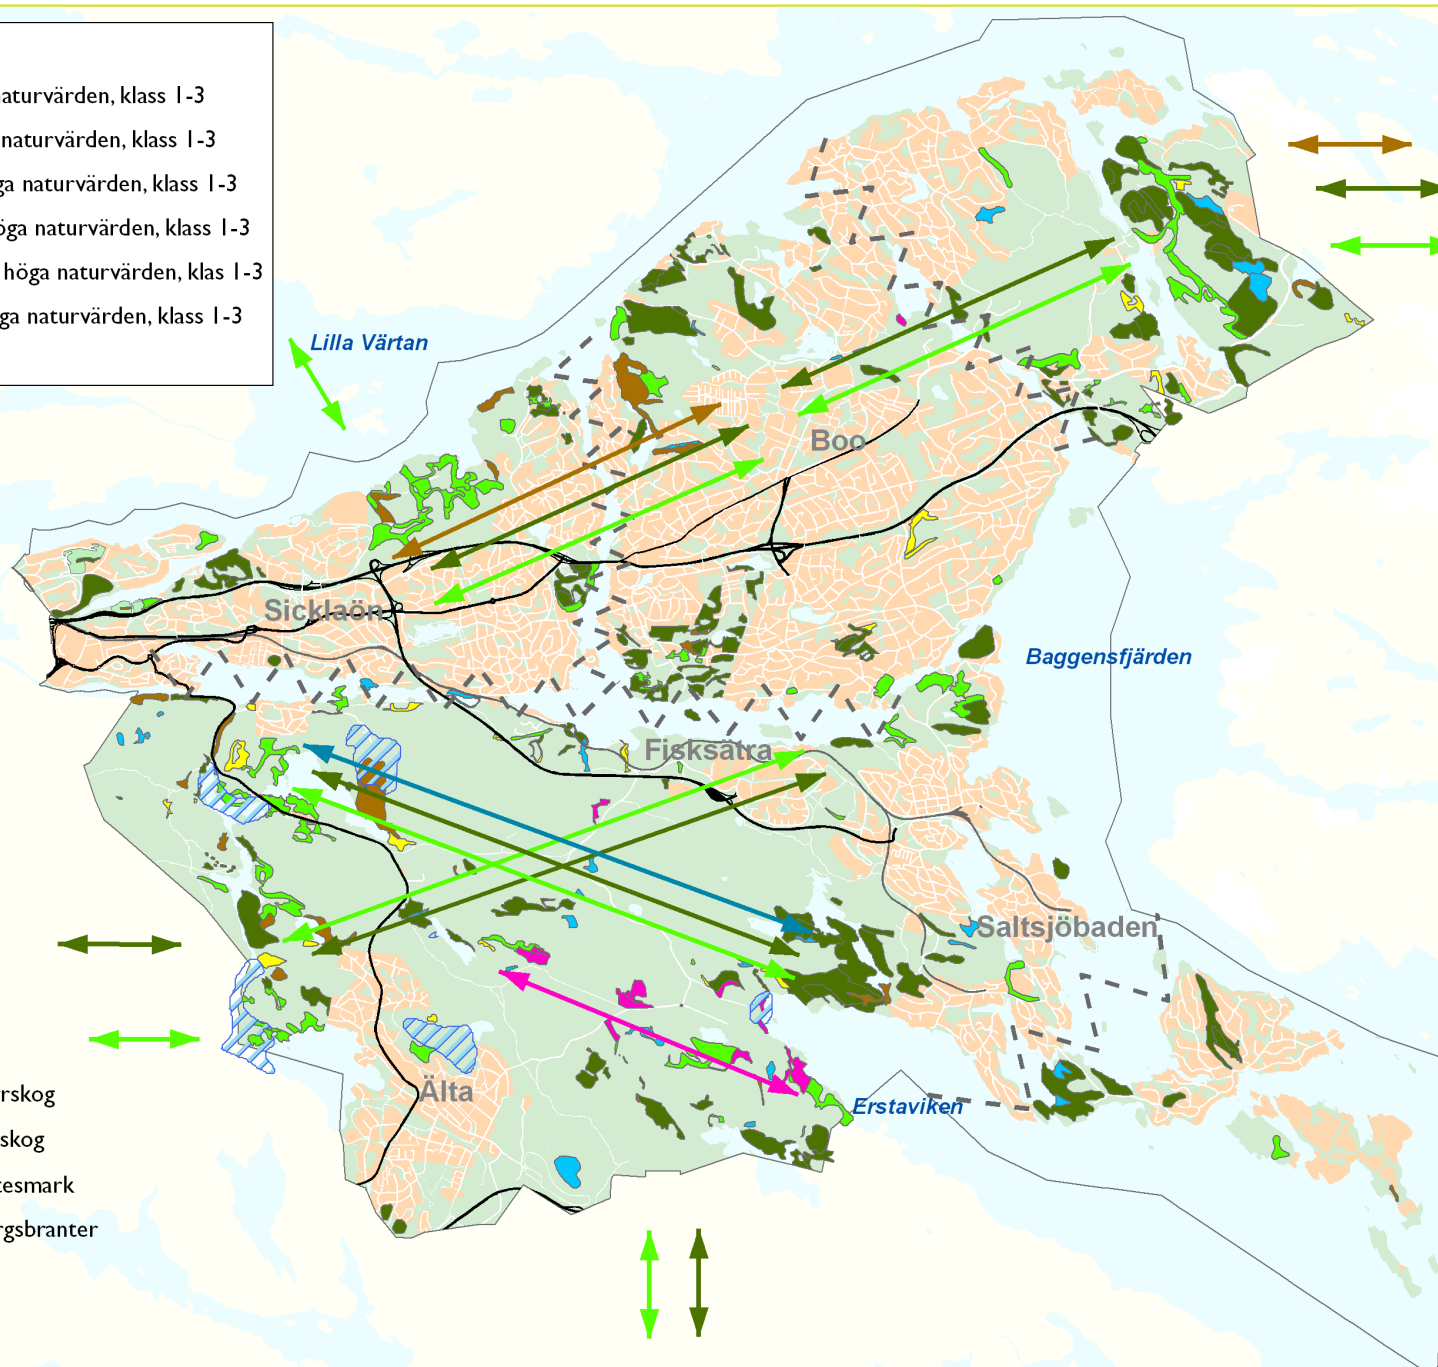 naturvärden, klass 1-3
naturvärden, klass 1-3
ga naturvärden, klass 1-3
öga naturvärden, klass 1-3
höga naturvärden, klas 1-3
ga naturvärden, klass 1-3
Lilla Värtan
Boo
Sicklaön
Baggensfjärden
Fisksätra
Saltsjöbaden
Älta
Erstaviken
rskog
skog
tesmark
rgsbranter